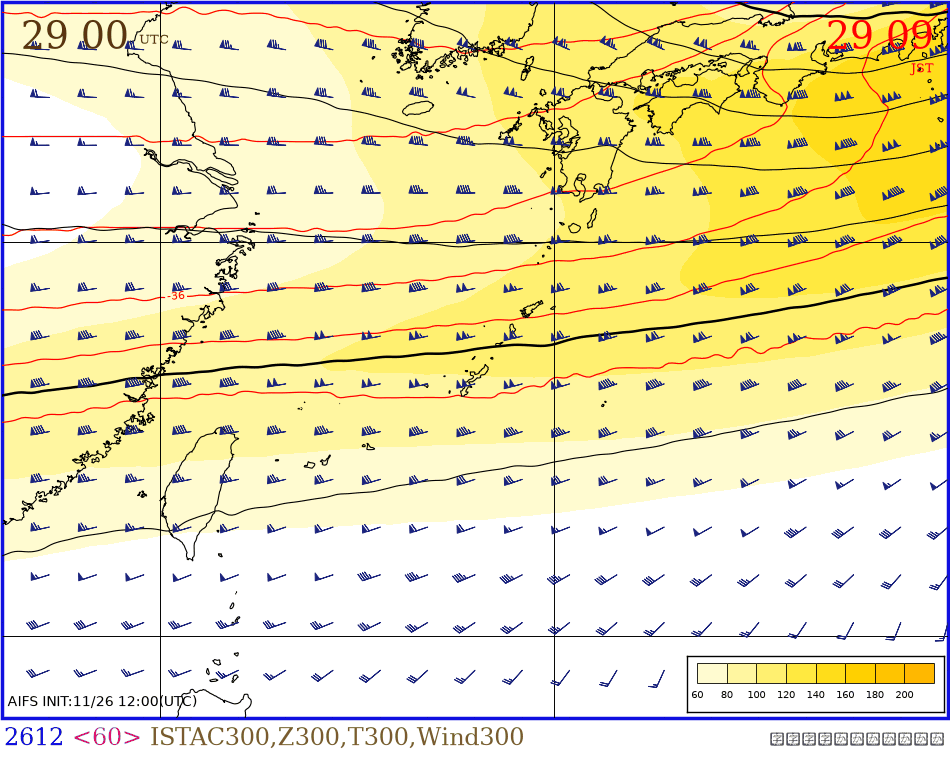 29 00 UTC
29 09
JST
-36
60 80 100 120 140 160 180 200
AIFS INIT:11/26 12:00(UTC)
2612 <60> ISTAC300,Z300,T300,Wind300